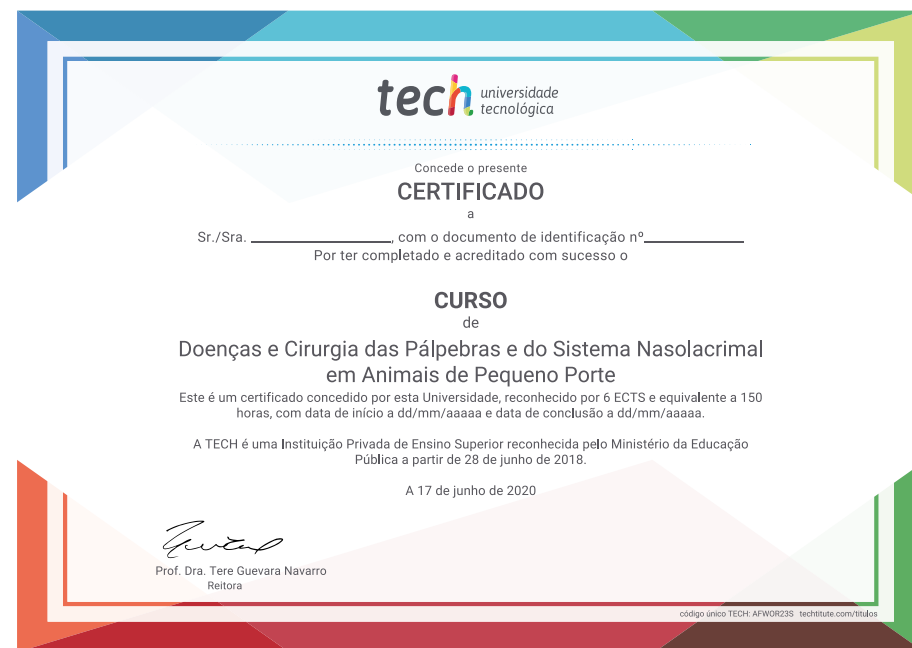 tech universidade
tecnológica
Concede o presente
CERTIFICADO
a
Sr./Sra. ____________, com o documento de identificação nº____________
Por ter completado e acreditado com sucesso o
CURSO
de
Doenças e Cirurgia das Pálpebras e do Sistema Nasolacrimal
em Animais de Pequeno Porte
Este é um certificado concedido por esta Universidade, reconhecido por 6 ECTS e equivalente a 150
horas, com data de início a dd/mm/aaaaa e data de conclusão a dd/mm/aaaaa.
A TECH é uma Instituição Privada de Ensino Superior reconhecida pelo Ministério da Educação
Pública a partir de 28 de junho de 2018.
A 17 de junho de 2020
Prof. Dra. Tere Guevara Navarro
Reitora
código único TECH: AFWOR23S techtitute.com/titulos